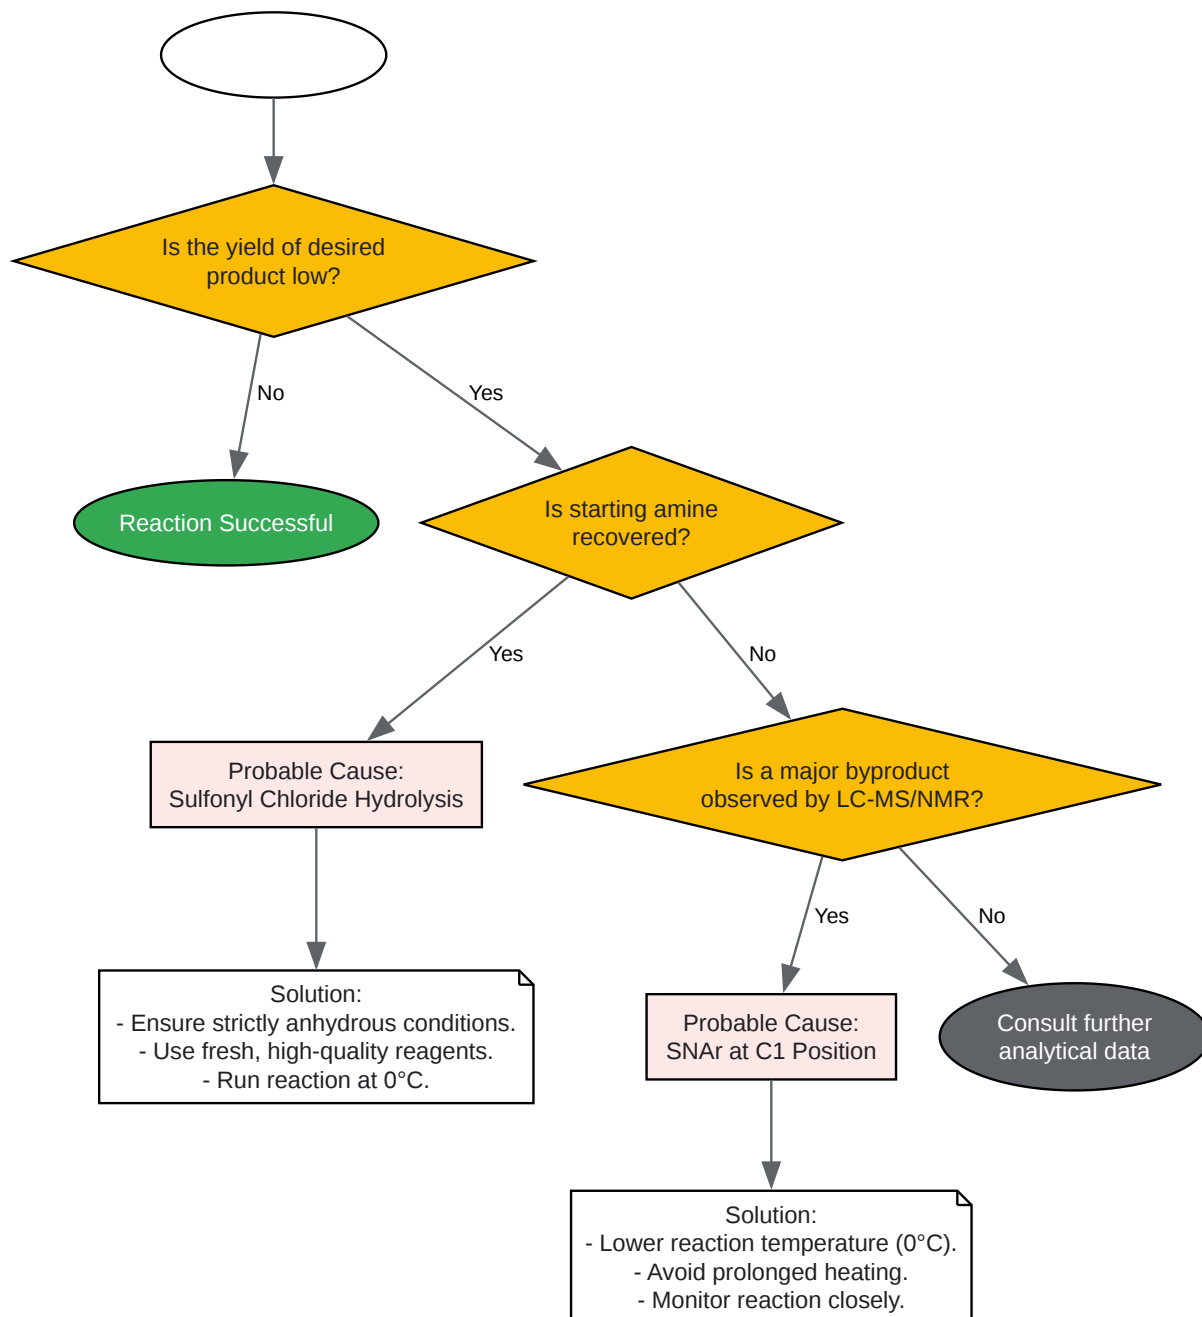 Is the yield of desired
product low?
No
Yes
Reaction Successful
Is starting amine
recovered?
Yes
No
Probable Cause:
Sulfonyl Chloride Hydrolysis
Is a major byproduct
observed by LC-MS/NMR?
Yes
No
Solution:
- Ensure strictly anhydrous conditions.
- Use fresh, high-quality reagents.
- Run reaction at 0°C.
Probable Cause:
SNAr at C1 Position
Consult further
analytical data
Solution:
- Lower reaction temperature (0°C).
- Avoid prolonged heating.
- Monitor reaction closely.